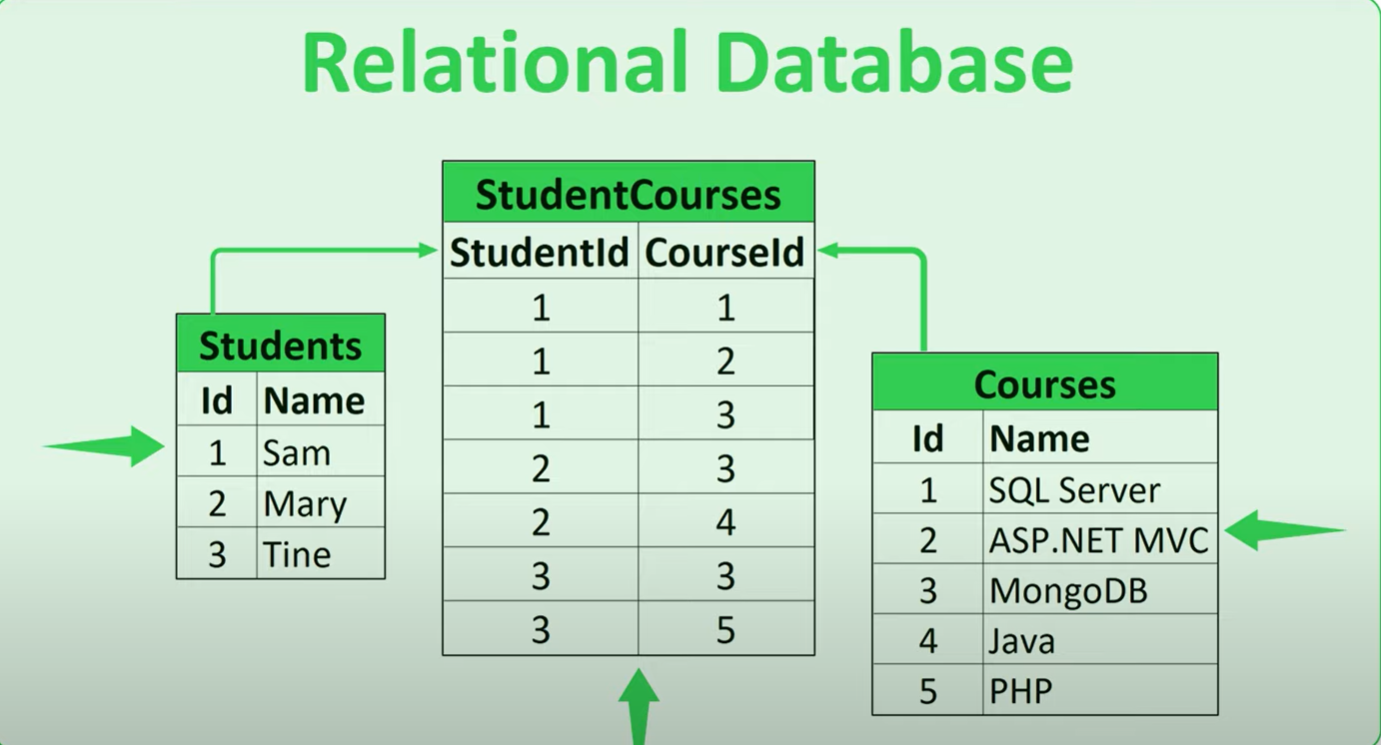 Relational Database
StudentCourses
StudentId CourseId
1 1
1 2
1 3
2 3
2 4
3 3
3 5
Students
Id Name
1 Sam
2 Mary
3 Tine
Courses
Id Name
1 SQL Server
2 ASP.NET MVC
3 MongoDB
4 Java
5 PHP